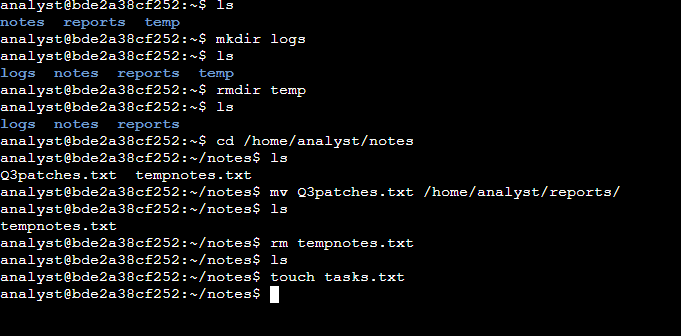 analyst@bde2a38cf252:~$ ls
notes  reports  temp
analyst@bde2a38cf252:~$ mkdir logs
analyst@bde2a38cf252:~$ ls
logs  notes  reports  temp
analyst@bde2a38cf252:~$ rmdir temp
analyst@bde2a38cf252:~$ ls
logs  notes  reports
analyst@bde2a38cf252:~$ cd /home/analyst/notes
analyst@bde2a38cf252:~/notes$ ls
Q3patches.txt  tempnotes.txt
analyst@bde2a38cf252:~/notes$ mv Q3patches.txt /home/analyst/reports/
analyst@bde2a38cf252:~/notes$ ls
tempnotes.txt
analyst@bde2a38cf252:~/notes$ rm tempnotes.txt
analyst@bde2a38cf252:~/notes$ ls
analyst@bde2a38cf252:~/notes$ touch tasks.txt
analyst@bde2a38cf252:~/notes$